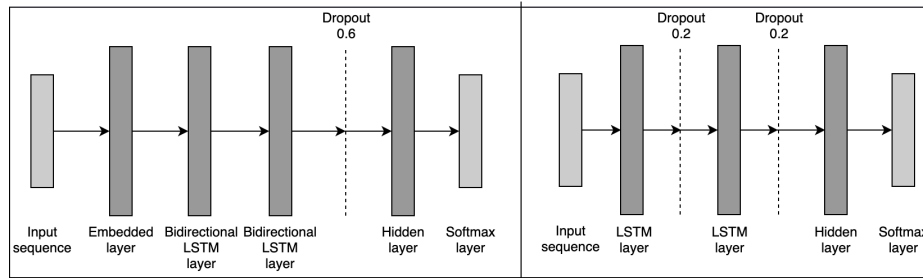 Dropout
0.6
Input
sequence
Embedded
layer
Bidirectional
LSTM
layer
Bidirectional
LSTM
layer
Hidden
layer
Softmax
layer
Dropout
0.2
Dropout
0.2
Input
sequence
LSTM
layer
LSTM
layer
Hidden
layer
Softmax
layer